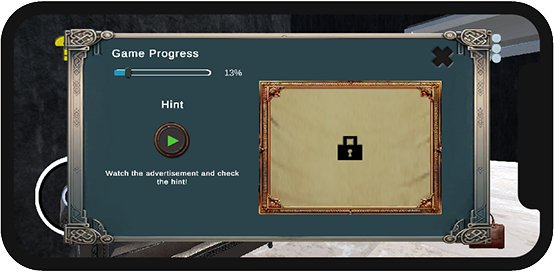 Game Progress
13%
Hint
Watch the advertisement and check
the hint!